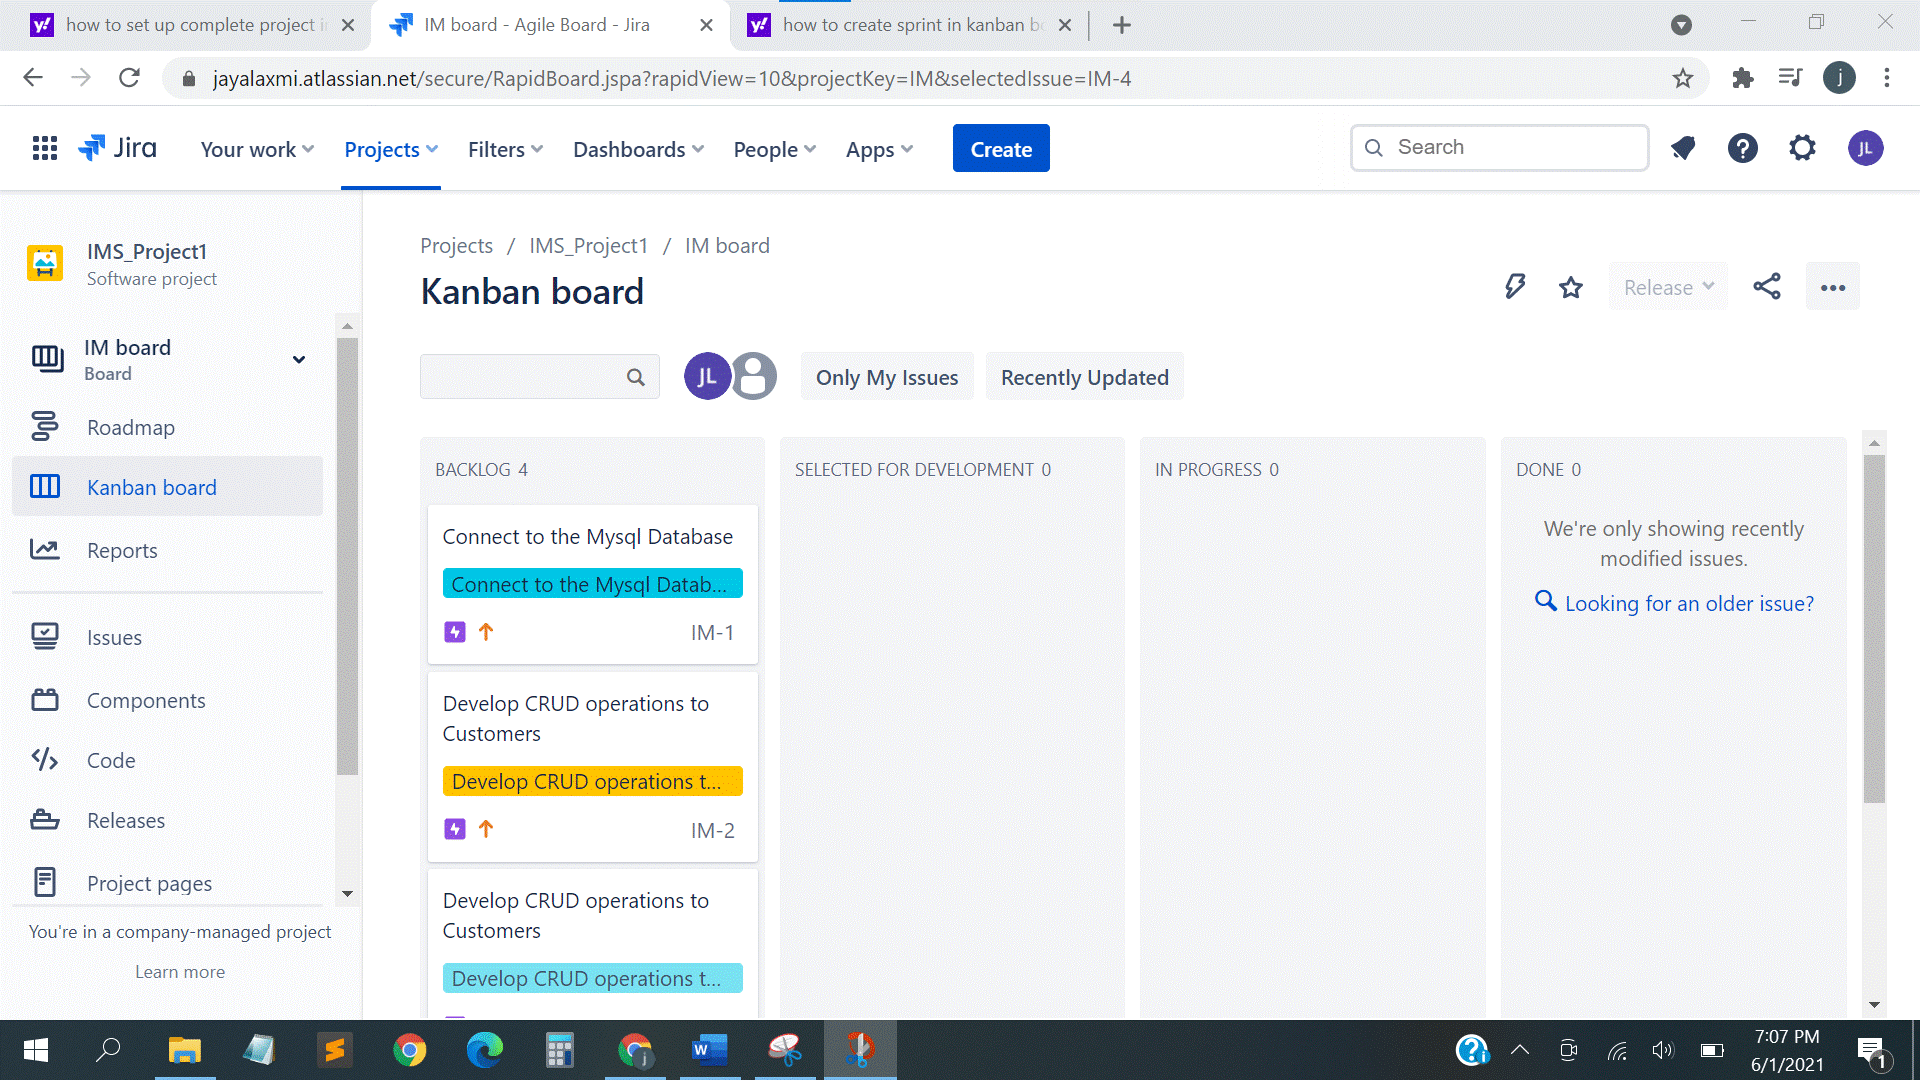 how to set up complete project i
IM board - Agile Board - Jira
how to create sprint in kanban b
jayalaxmi.atlassian.net/secure/RapidBoard.jspa?rapidView=10&projectKey=IM&selectedIssue=IM-4
j
Jira
Your work
Projects
Filters
Dashboards
People
Apps
Create
Search
JL
IMS_Project1
Software project
IM board
Board
Roadmap
Kanban board
Reports
Issues
Components
Code
Releases
Project pages
You're in a company-managed project
Learn more
Projects / IMS_Project1 / IM board
Kanban board
Release
JL
Only My Issues
Recently Updated
BACKLOG 4
Connect to the Mysql Database
Connect to the Mysql Datab...
IM-1
Develop CRUD operations to
Customers
Develop CRUD operations t...
IM-2
Develop CRUD operations to
Customers
Develop CRUD operations t...
SELECTED FOR DEVELOPMENT 0
IN PROGRESS 0
DONE 0
We're only showing recently
modified issues.
Looking for an older issue?
7:07 PM
6/1/2021
1